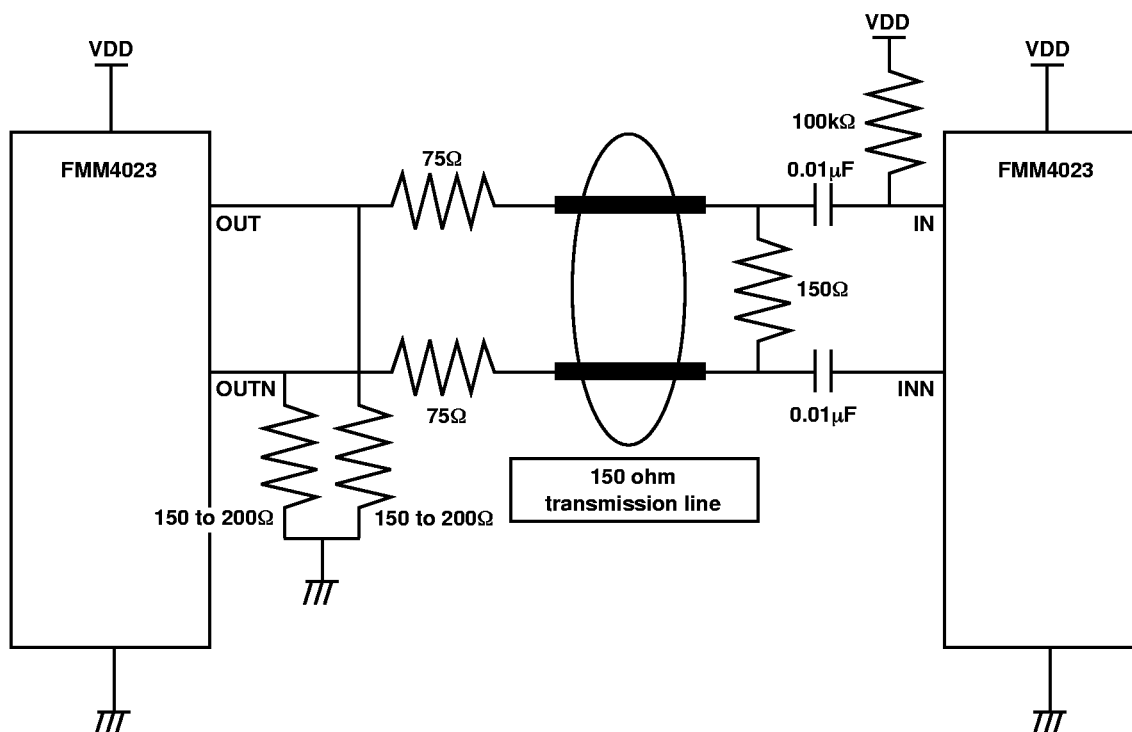 VDD
VDD
VDD
FMM4023
75Ω
100kΩ
0.01μF
FMM4023
OUT
IN
150Ω
OUTN
75Ω
0.01μF
INN
150 to 200Ω
150 to 200Ω
150 ohm
transmission line